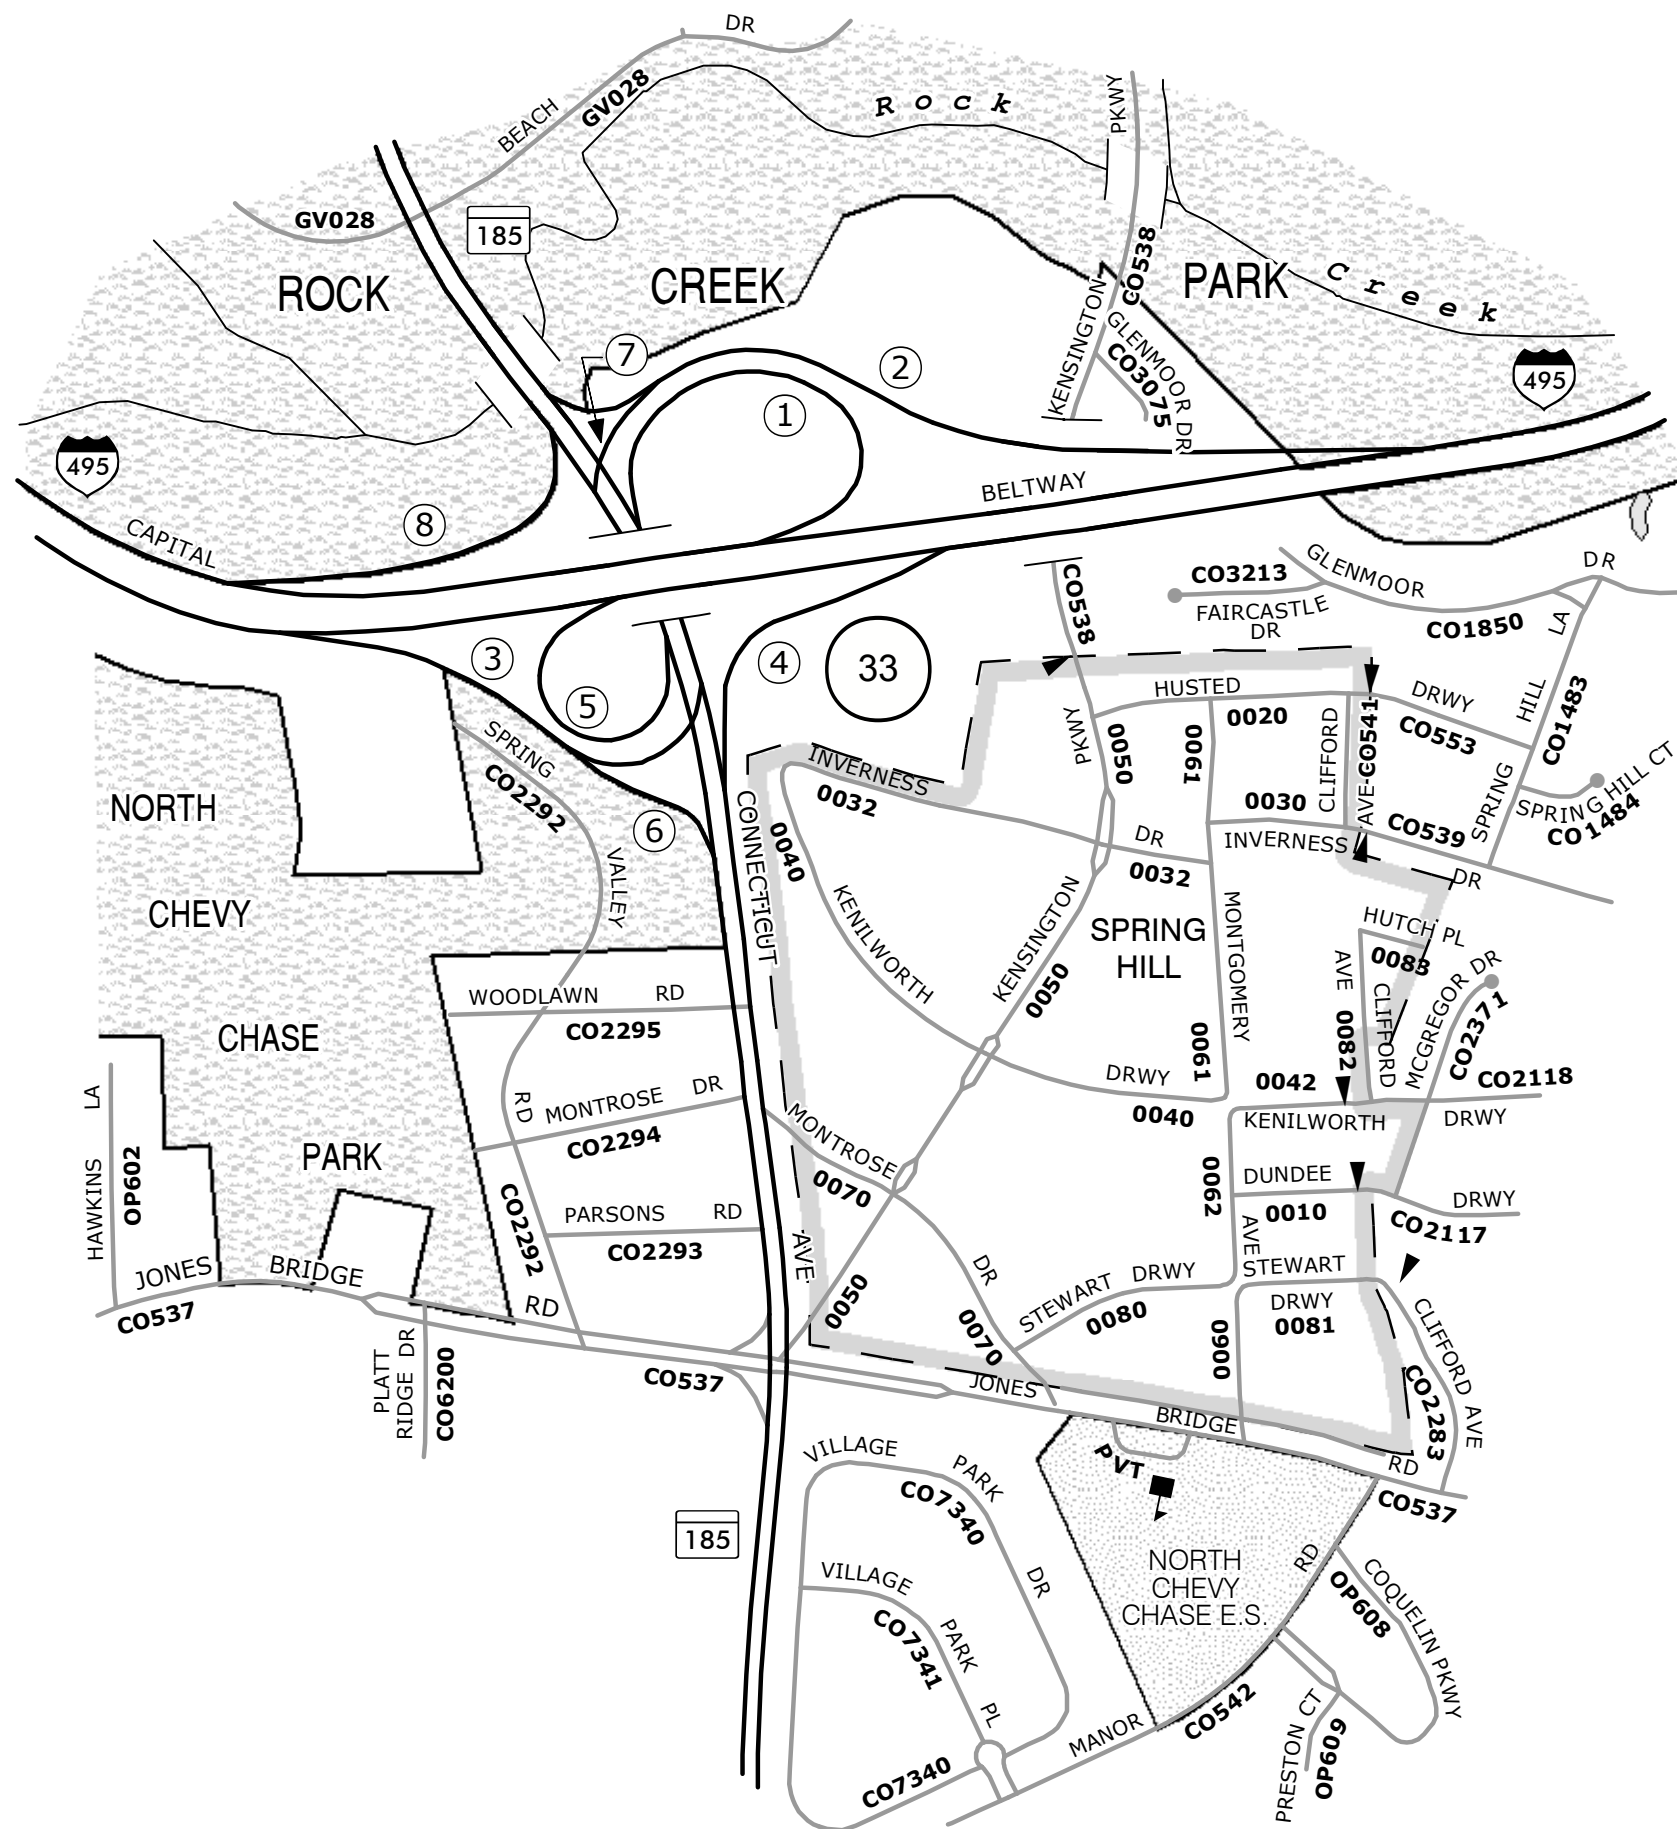 DR
BEACH
GV028
GV028
185
Rock
PKWY
ROCK
CREEK
PARK
Creek
CO538
KENSINGTON
GLENMOOR DR
CO3075
7
2
1
8
495
495
CAPITAL
BELTWAY
CO538
CO3213
FAIRCASTLE
DR
GLENMOOR
DR
CO1850
LA
HILL
SPRING
CO1483
3
4
5
6
33
HUSTED
DRWY
0020
CO553
PKWY
0050
0061
CLIFFORD
AVE
CO541
INVERNESS
0032
DR
0032
0030
INVERNESS
CO539
DR
SPRING HILL CT
CO1484
SPRING
CO2292
VALLEY
RD
NORTH
CHEVY
CHASE
PARK
CONNECTICUT
AVE
0040
KENILWORTH
DRWY
0040
KENSINGTON
0050
SPRING
HILL
MONTGOMERY
0061
HUTCH PL
0083
AVE
0082
CLIFFORD
MCGREGOR DR
CO2371
WOODLAWN RD
CO2295
MONTROSE DR
CO2294
PARSONS RD
CO2293
CO2292
MONTROSE
0070
DR
0070
0042
KENILWORTH
DRWY
CO2118
DUNDEE
0010
DRWY
CO2117
0062
AVE
STEWART
DRWY
0081
STEWART DRWY
0080
0900
0050
CLIFFORD AVE
CO2283
LA
HAWKINS
OP602
JONES
BRIDGE
RD
CO537
PLATT
RIDGE DR
CO6200
CO537
JONES
BRIDGE
RD
CO537
PVT
185
VILLAGE
PARK
DR
CO7340
VILLAGE
PARK
PL
CO7341
CO7340
NORTH
CHEVY
CHASE E.S.
MANOR
RD
CO542
COQUELIN PKWY
OP608
PRESTON CT
OP609